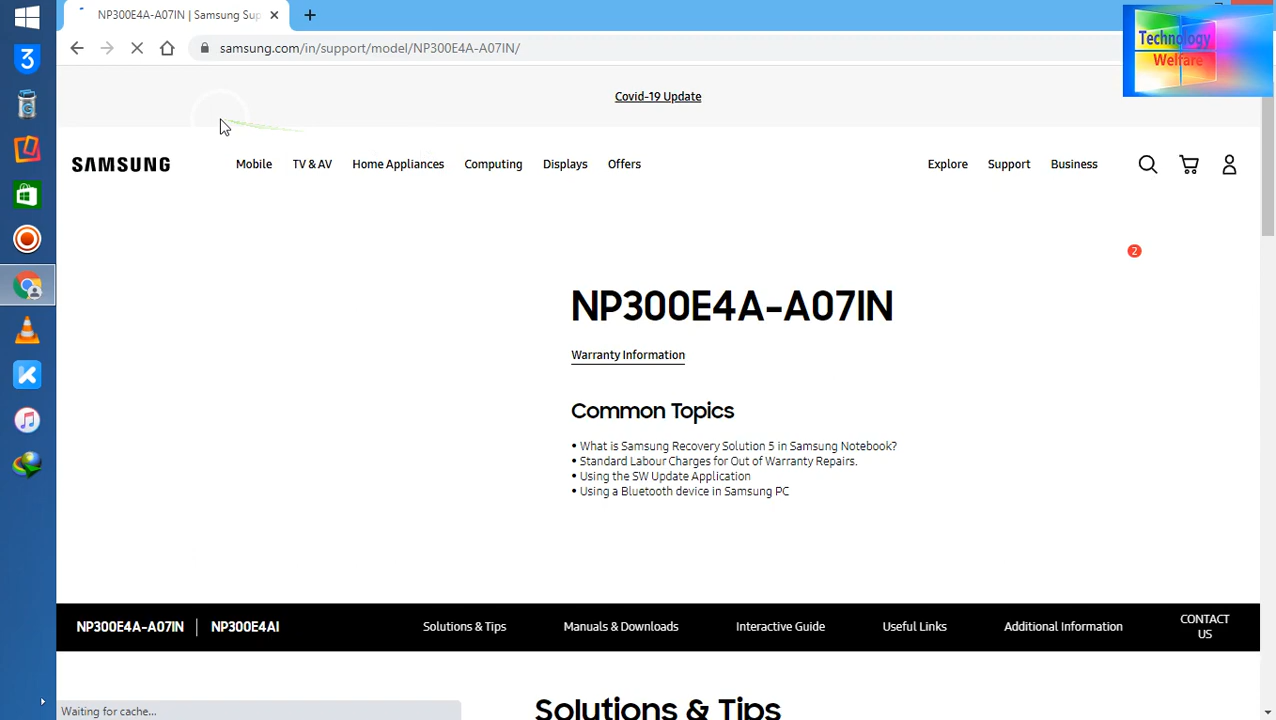 NP300E4A-A07IN | Samsung Sup
samsung.com/in/support/model/NP300E4A-A07IN/
Technology
Welfare
Covid-19 Update
SAMSUNG
Mobile
TV & AV
Home Appliances
Computing
Displays
Offers
Explore
Support
Business
2
NP300E4A-A07IN
Warranty Information
Common Topics
• What is Samsung Recovery Solution 5 in Samsung Notebook?
• Standard Labour Charges for Out of Warranty Repairs.
• Using the SW Update Application
• Using a Bluetooth device in Samsung PC
NP300E4A-A07IN | NP300E4AI
Solutions & Tips
Manuals & Downloads
Interactive Guide
Useful Links
Additional Information
CONTACT
US
Solutions & Tips
Waiting for cache...